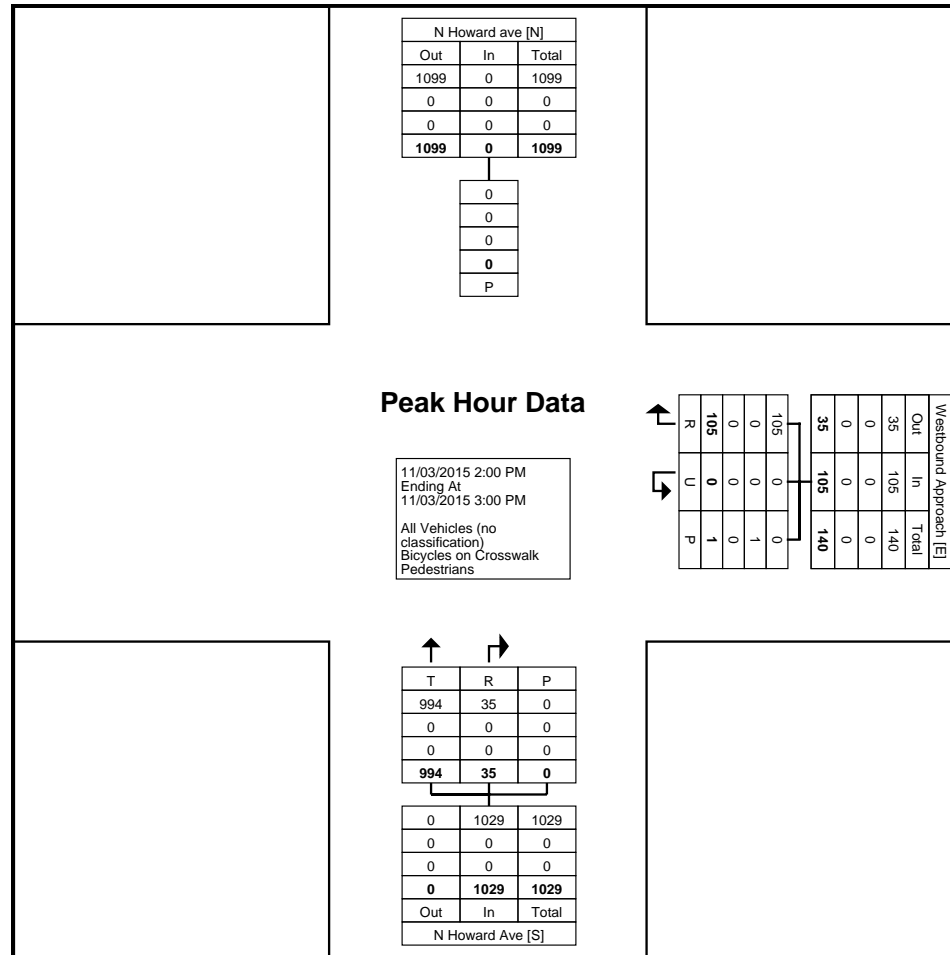 N Howard ave [N]
Out In Total
1099 0 1099
0 0 0
0 0 0
1099 0 1099
0
0
0
0
P
Peak Hour Data
11/03/2015 2:00 PM
Ending At
11/03/2015 3:00 PM
All Vehicles (no
classification)
Bicycles on Crosswalk
Pedestrians
Westbound Approach [E]
Out In Total
35 105 140
0 0 0
0 0 0
35 105 140
105 0 0
0 0 1
0 0 0
105 0 1
R U P
T R P
994 35 0
0 0 0
0 0 0
994 35 0
0 1029 1029
0 0 0
0 0 0
0 1029 1029
Out In Total
N Howard Ave [S]